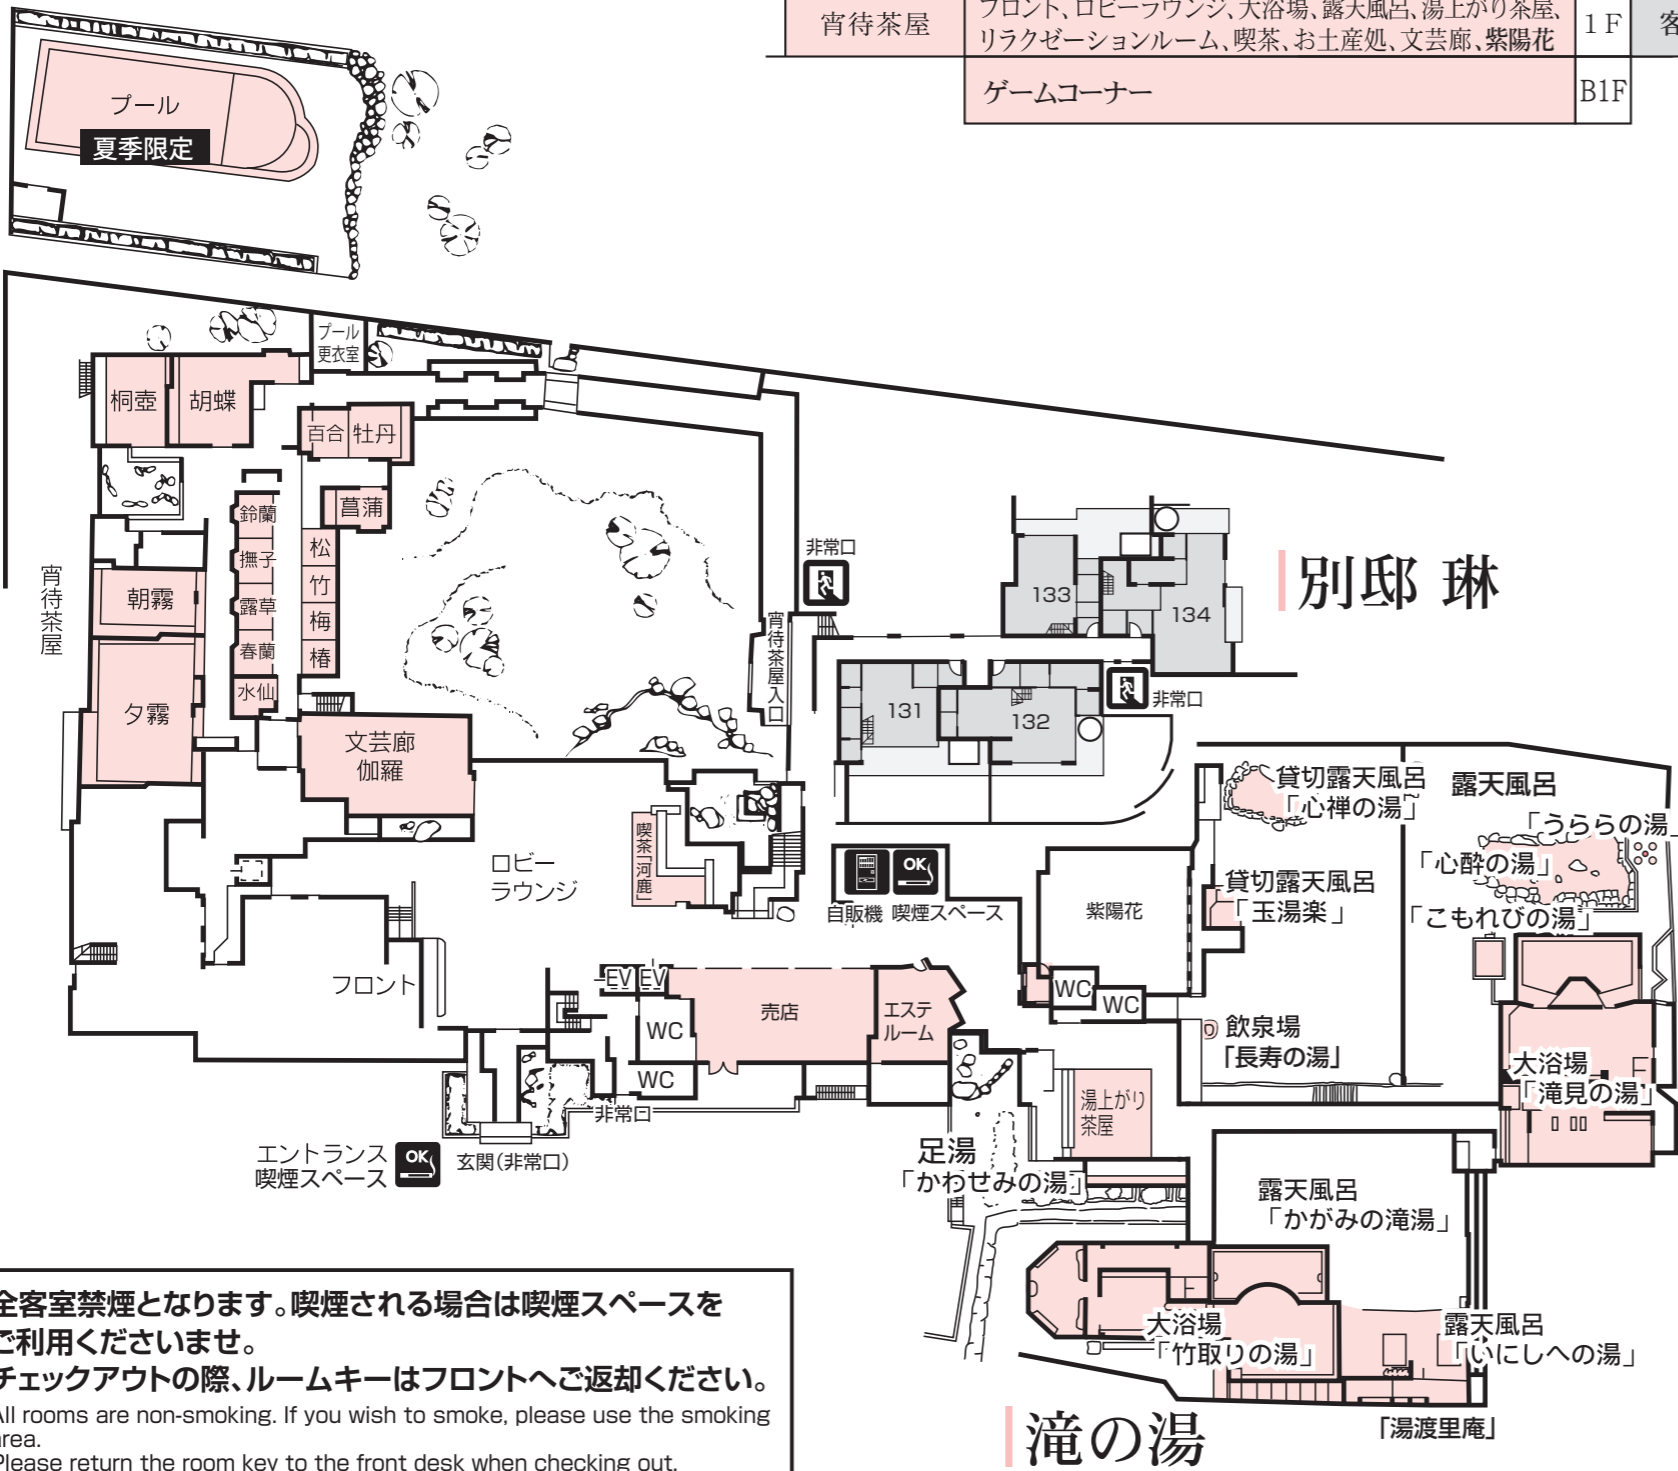 宵待茶屋
フロント、ロビーラウンジ、大浴場、露天風呂、湯上がり茶屋、
リラクゼーションルーム、喫茶、お土産処、文芸廊、紫陽花
1F
客
ゲームコーナー
B1F
プール
夏季限定
プール
更衣室
桐壺
胡蝶
百合
牡丹
菖蒲
鈴蘭
撫子
露草
春蘭
水仙
松
竹
梅
椿
宵待茶屋
朝霧
夕霧
文芸廊
伽羅
非常口
宵待茶屋入口
133
134
別邸 琳
131
132
非常口
ロビー
ラウンジ
喫茶「河鹿」
OK
自販機 喫煙スペース
紫陽花
貸切露天風呂
「心禅の湯」
露天風呂
「うららの湯」
「心酔の湯」
「こもれびの湯」
貸切露天風呂
「玉湯楽」
フロント
EV
EV
WC
WC
売店
エステ
ルーム
WC
WC
飲泉場
「長寿の湯」
大浴場
「滝見の湯」
非常口
エントランス
喫煙スペース
OK
玄関(非常口)
湯上がり
茶屋
足湯
「かわせみの湯」
露天風呂
「かがみの滝湯」
大浴場
「竹取りの湯」
露天風呂
「いにしへの湯」
「湯渡里庵」
滝の湯
全客室禁煙となります。喫煙される場合は喫煙スペースを
ご利用くださいませ。
チェックアウトの際、ルームキーはフロントへご返却ください。
All rooms are non-smoking. If you wish to smoke, please use the smoking
area.
Please return the room key to the front desk when checking out.